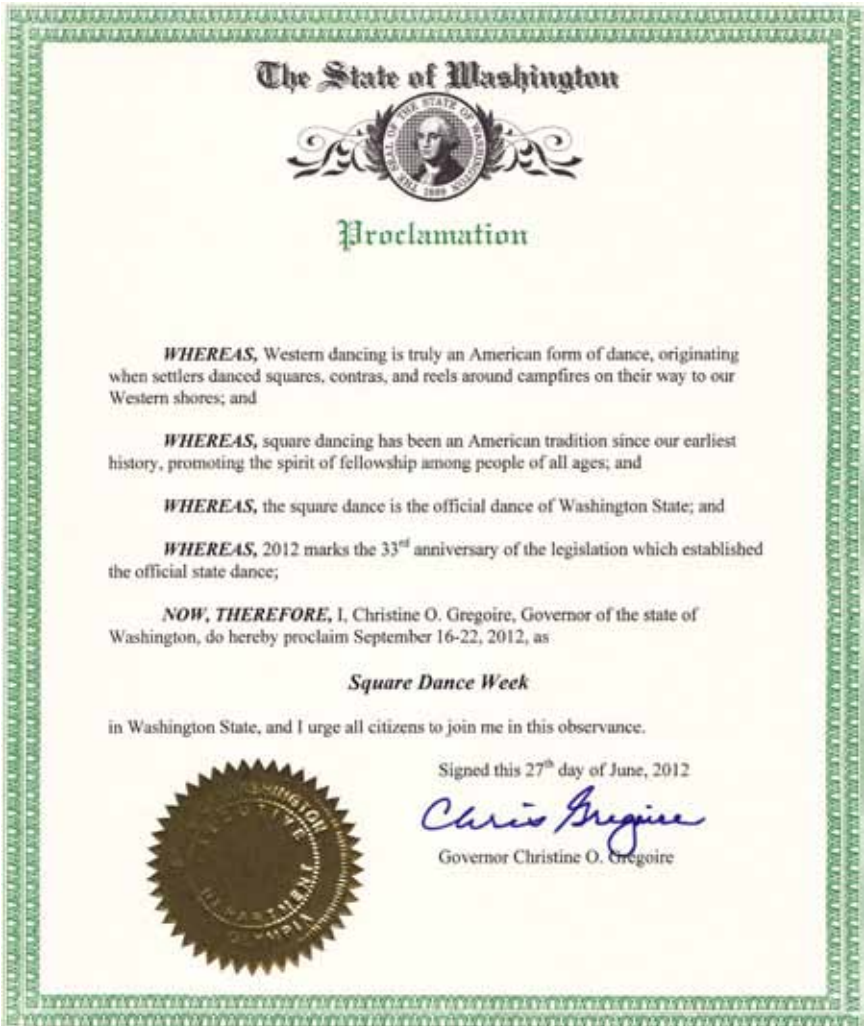 The State of Washington
THE SEAL OF THE STATE OF WASHINGTON
1889
Proclamation
WHEREAS, Western dancing is truly an American form of dance, originating
when settlers danced squares, contras, and reels around campfires on their way to our
Western shores; and
WHEREAS, square dancing has been an American tradition since our earliest
history, promoting the spirit of fellowship among people of all ages; and
WHEREAS, the square dance is the official dance of Washington State; and
WHEREAS, 2012 marks the 33rd anniversary of the legislation which established
the official state dance;
NOW, THEREFORE, I, Christine O. Gregoire, Governor of the state of
Washington, do hereby proclaim September 16-22, 2012, as
Square Dance Week
in Washington State, and I urge all citizens to join me in this observance.
Signed this 27th day of June, 2012
Chris Gregoire
Governor Christine O. Gregoire
WASHINGTON
EXECUTIVE
DEPARTMENT
OLYMPIA